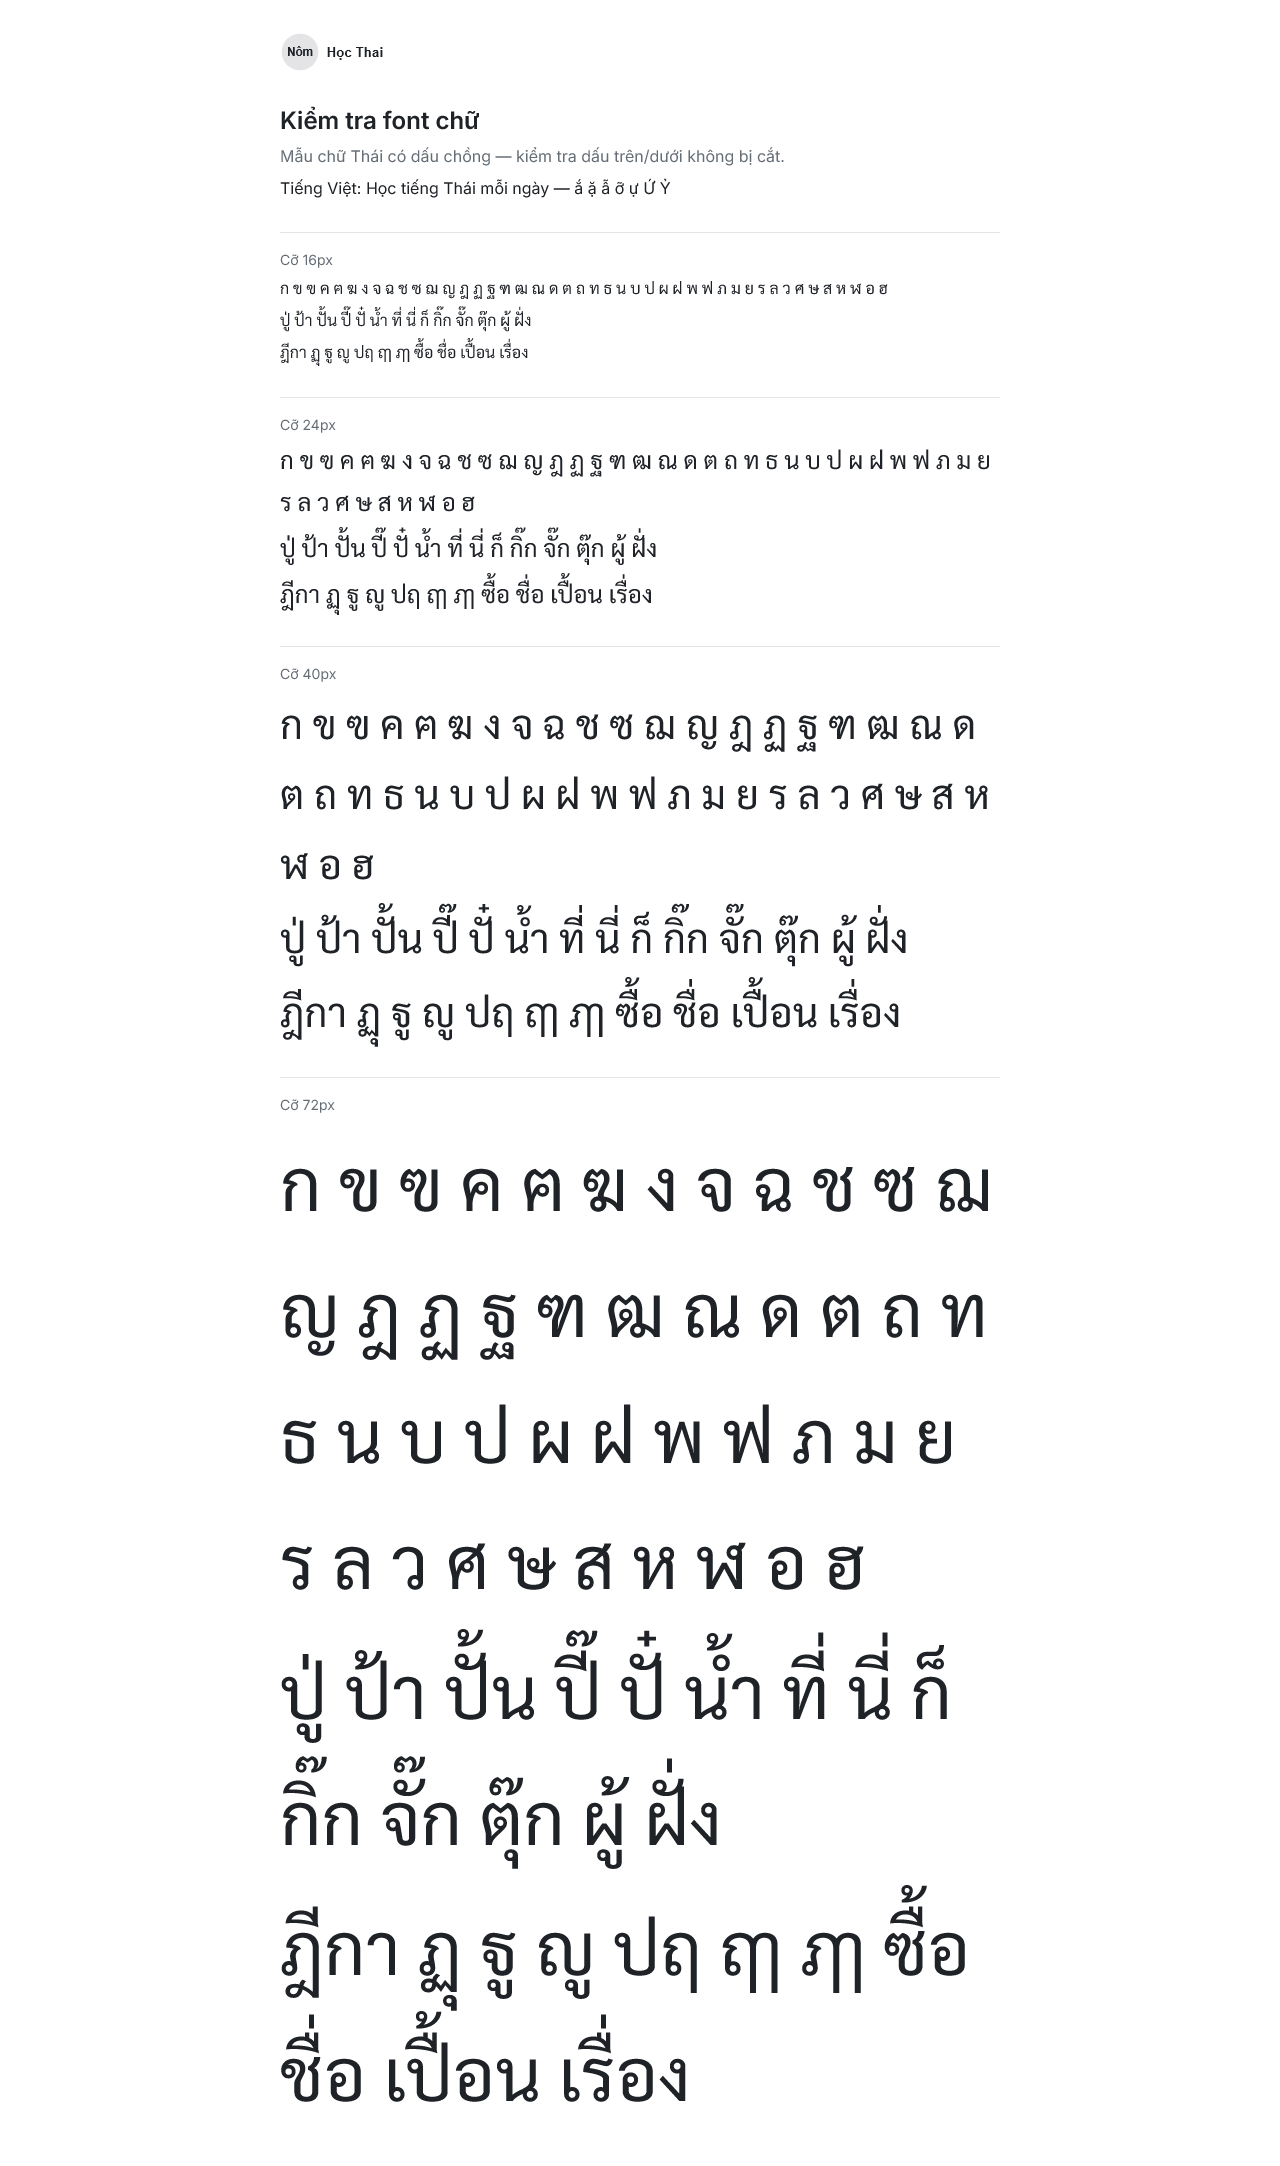 Nôm Học Thai
Kiểm tra font chữ
Mẫu chữ Thái có dấu chồng — kiểm tra dấu trên/dưới không bị cắt.
Tiếng Việt: Học tiếng Thái mỗi ngày — ắ ặ ẫ ỡ ự Ứ Ỷ
Cỡ 16px
ก ข ฃ ค ฅ ฆ ง จ ฉ ช ซ ฌ ญ ฎ ฏ ฐ ฑ ฒ ณ ด ต ถ ท ธ น บ ป ผ ฝ พ ฟ ภ ม ย ร ล ว ศ ษ ส ห ฬ อ ฮ
ปู่ ป้า ปั้น ปี๊ ปั๋ น้ำ ที่ นี่ ก็ กิ๊ก จั๊ก ตุ๊ก ผู้ ฝั่ง
ฎีกา ฏุ ฐู ญู ปฤ ฤๅ ฦๅ ซื้อ ชื่อ เปื้อน เรื่อง
Cỡ 24px
ก ข ฃ ค ฅ ฆ ง จ ฉ ช ซ ฌ ญ ฎ ฏ ฐ ฑ ฒ ณ ด ต ถ ท ธ น บ ป ผ ฝ พ ฟ ภ ม ย
ร ล ว ศ ษ ส ห ฬ อ ฮ
ปู่ ป้า ปั้น ปี๊ ปั๋ น้ำ ที่ นี่ ก็ กิ๊ก จั๊ก ตุ๊ก ผู้ ฝั่ง
ฎีกา ฏุ ฐู ญู ปฤ ฤๅ ฦๅ ซื้อ ชื่อ เปื้อน เรื่อง
Cỡ 40px
ก ข ฃ ค ฅ ฆ ง จ ฉ ช ซ ฌ ญ ฎ ฏ ฐ ฑ ฒ ณ ด
ต ถ ท ธ น บ ป ผ ฝ พ ฟ ภ ม ย ร ล ว ศ ษ ส ห
ฬ อ ฮ
ปู่ ป้า ปั้น ปี๊ ปั๋ น้ำ ที่ นี่ ก็ กิ๊ก จั๊ก ตุ๊ก ผู้ ฝั่ง
ฎีกา ฏุ ฐู ญู ปฤ ฤๅ ฦๅ ซื้อ ชื่อ เปื้อน เรื่อง
Cỡ 72px
ก ข ฃ ค ฅ ฆ ง จ ฉ ช ซ ฌ
ญ ฎ ฏ ฐ ฑ ฒ ณ ด ต ถ ท
ธ น บ ป ผ ฝ พ ฟ ภ ม ย
ร ล ว ศ ษ ส ห ฬ อ ฮ
ปู่ ป้า ปั้น ปี๊ ปั๋ น้ำ ที่ นี่ ก็
กิ๊ก จั๊ก ตุ๊ก ผู้ ฝั่ง
ฎีกา ฏุ ฐู ญู ปฤ ฤๅ ฦๅ ซื้อ
ชื่อ เปื้อน เรื่อง